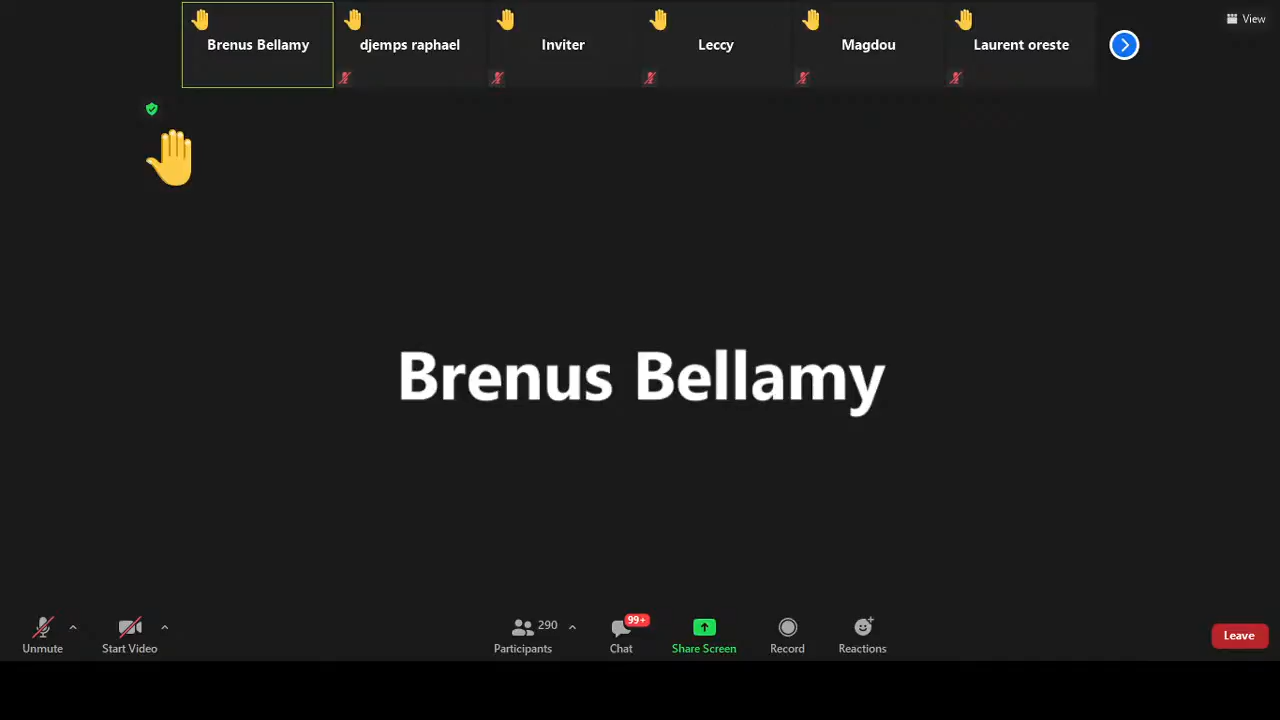 View
Brenus Bellamy
djemps raphael
Inviter
Leccy
Magdou
Laurent oreste
Brenus Bellamy
290
99+
Unmute
Start Video
Participants
Chat
Share Screen
Record
Reactions
Leave